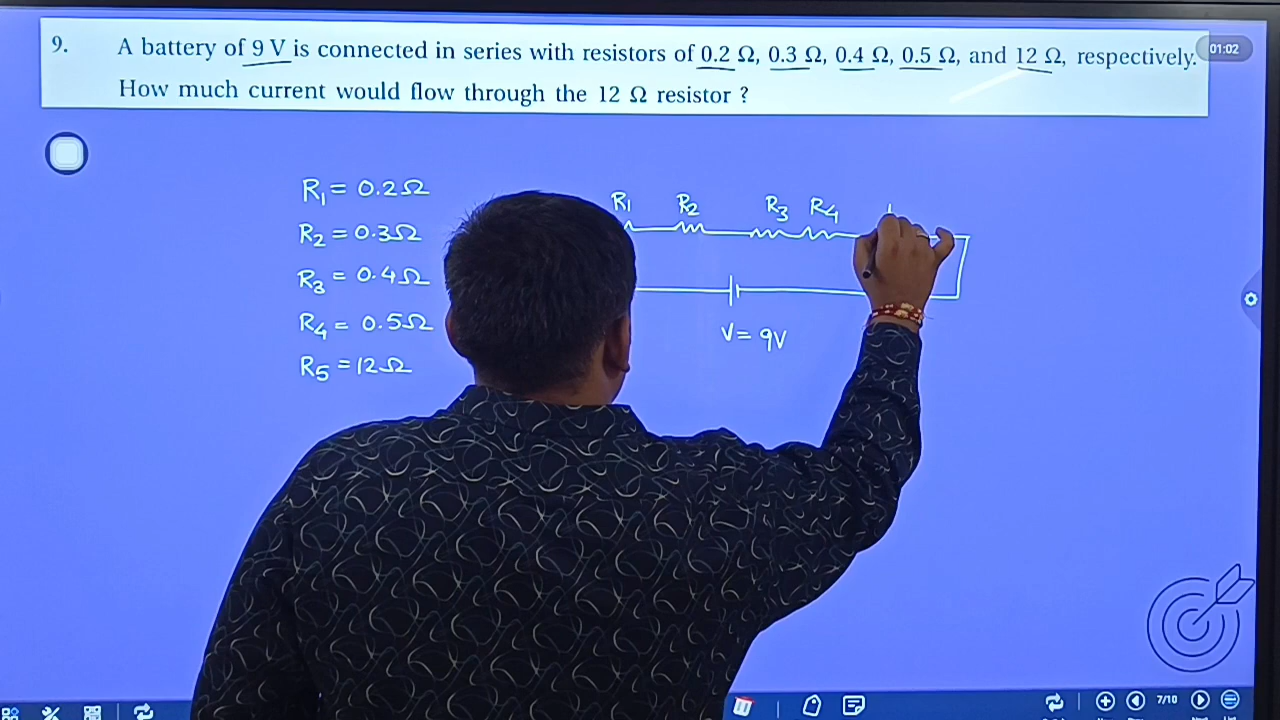 9. A battery of 9 V is connected in series with resistors of 0.2 Ω, 0.3 Ω, 0.4 Ω, 0.5 Ω, and 12 Ω, respectively.
How much current would flow through the 12 Ω resistor ?
01:02
R₁ = 0.2Ω
R₂ = 0.3Ω
R₃ = 0.4Ω
R₄ = 0.5Ω
R₅ = 12Ω
R₁ R₂ R₃ R₄
V = 9V
7/10